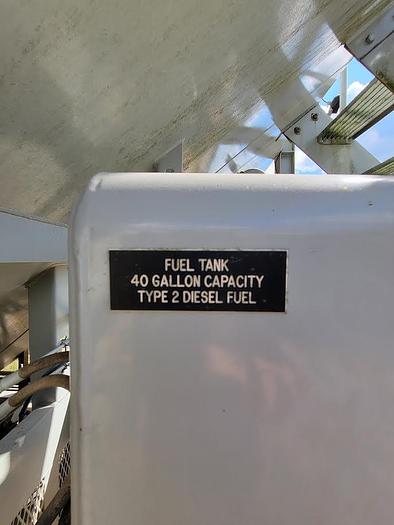 FUEL TANK
40 GALLON CAPACITY
TYPE 2 DIESEL FUEL